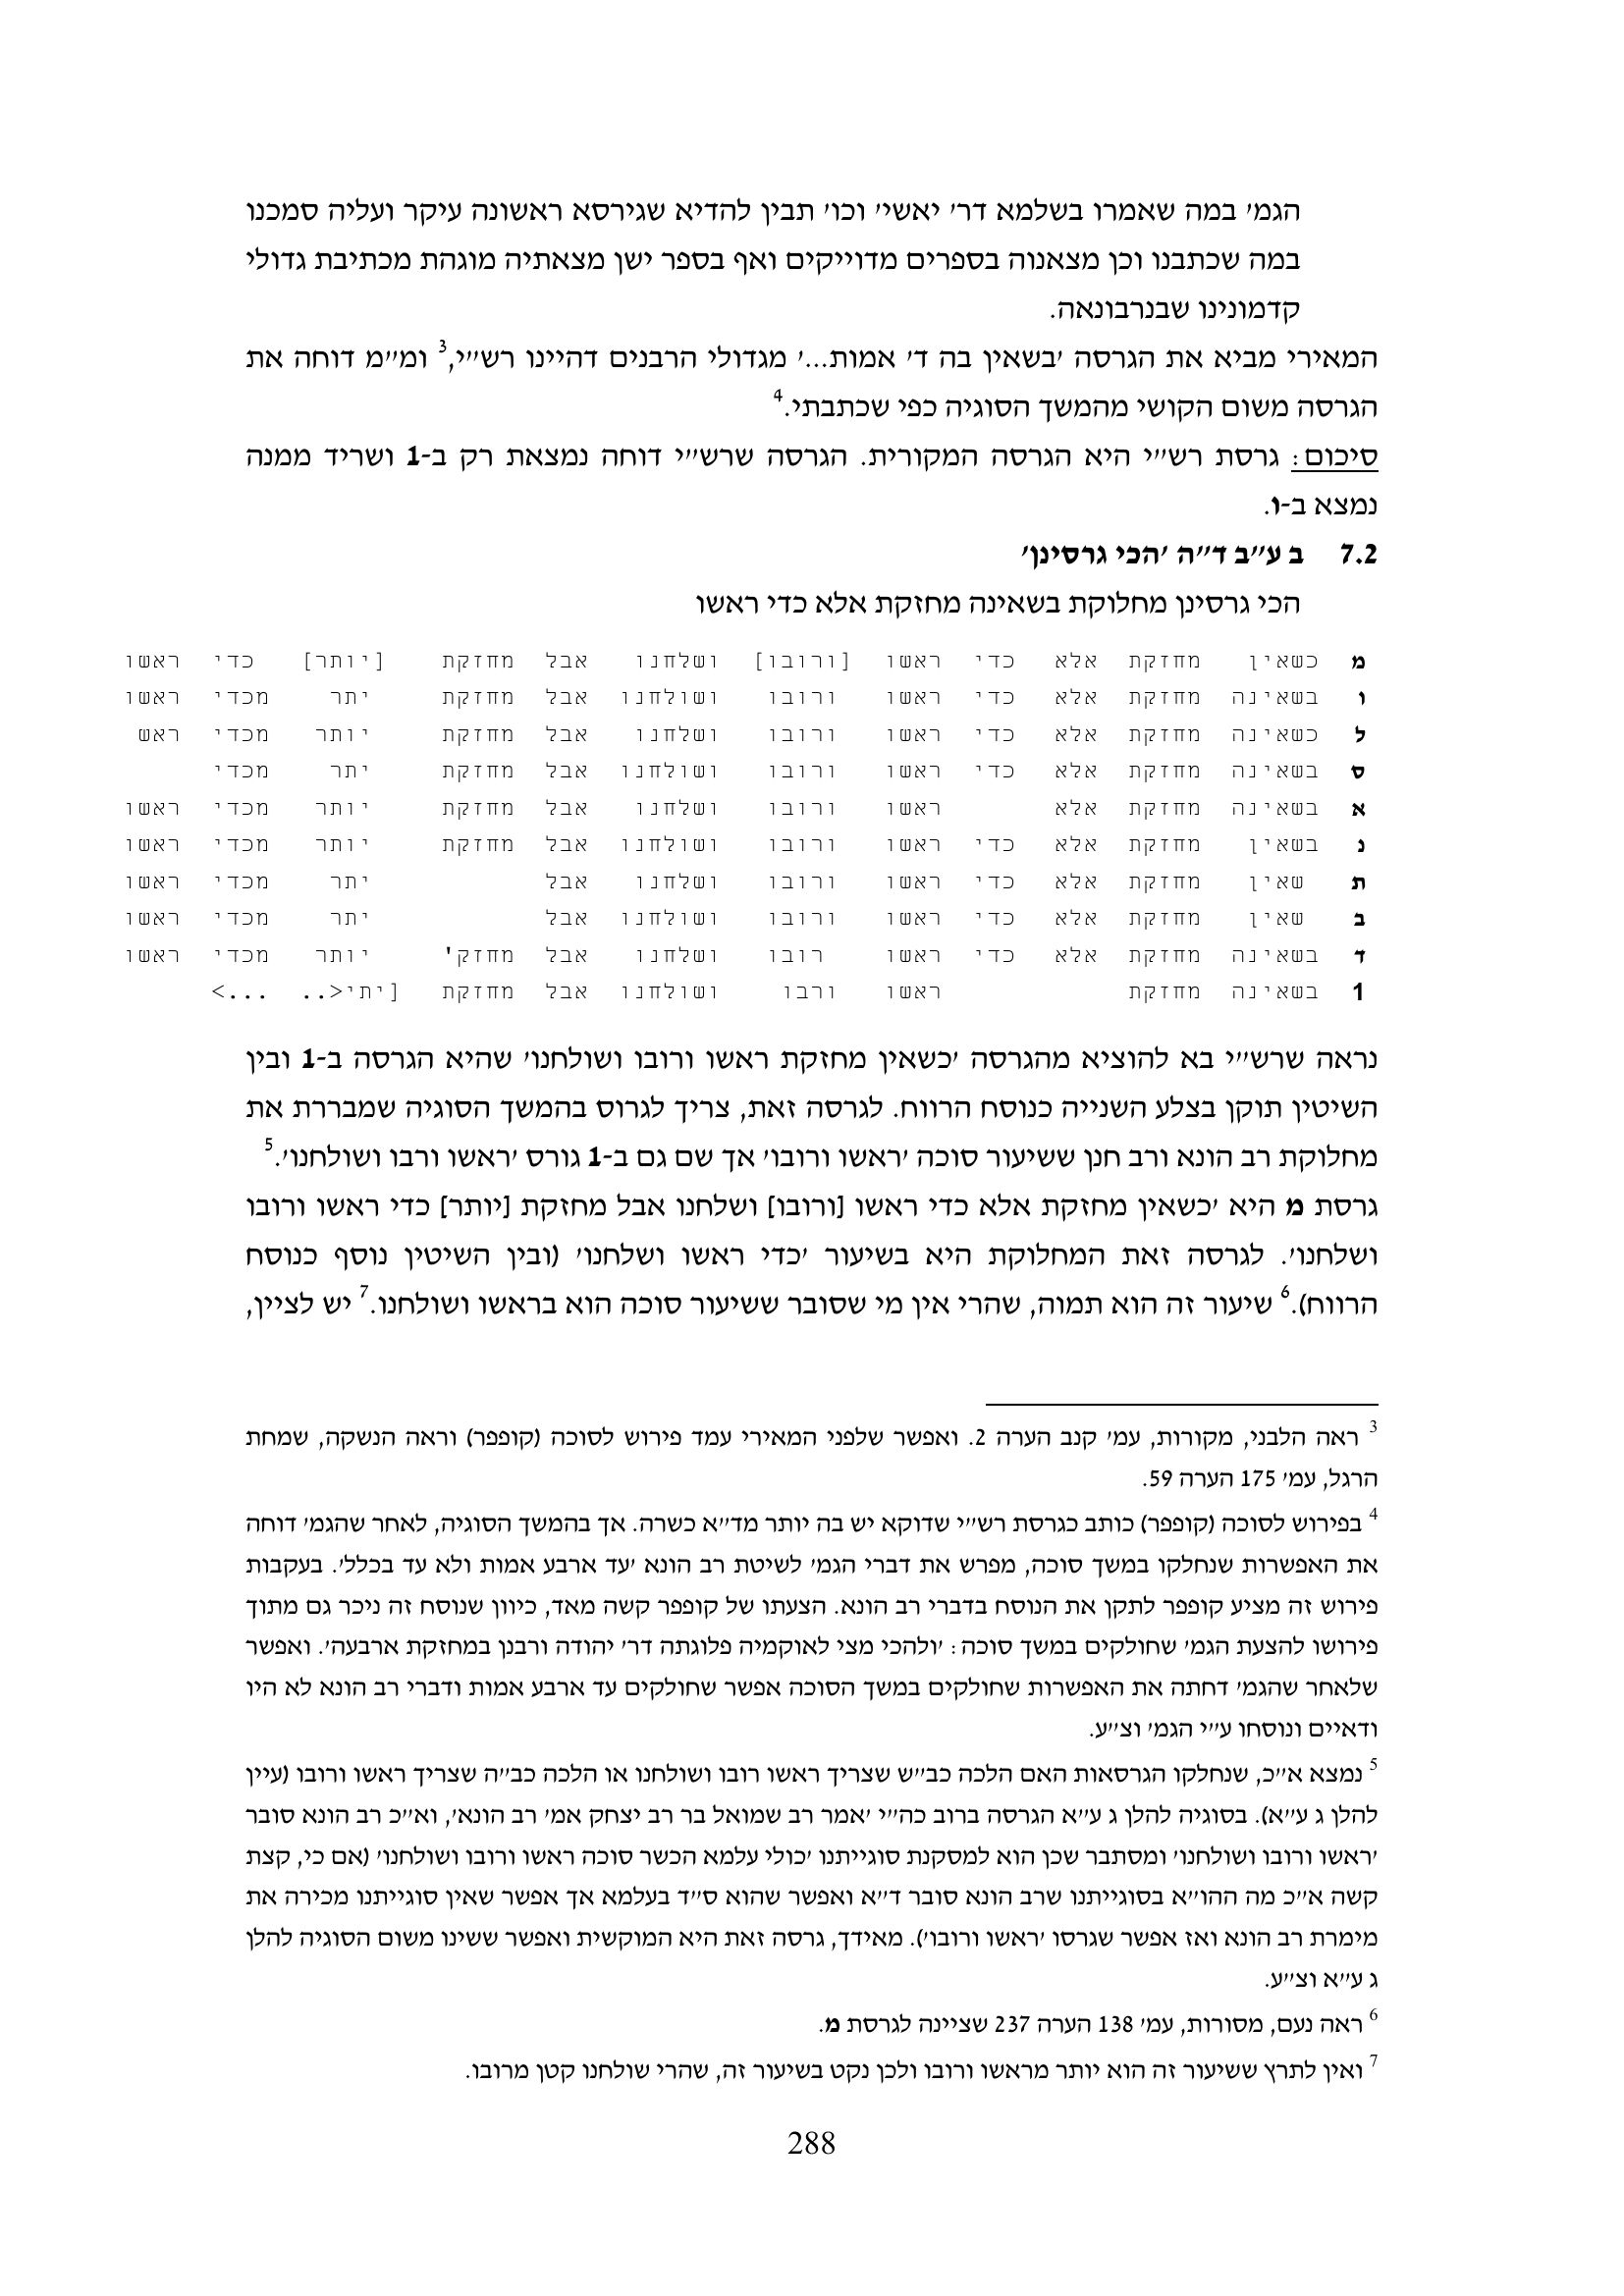 הגמ׳ במה שאמרו בשלמא דר׳ יאשי׳ וכו׳ תבין להדיא שגירסא ראשונה עיקר ועליה סמכנו
במה שכתבנו וכן מצאנוה בספרים מדוייקים ואף בספר ישן מצאתיה מוגהת מכתיבת גדולי
קדמונינו שבנרבונאה.
המאירי מביא את הגרסה ׳בשאין בה ד׳ אמות...׳ מגדולי הרבנים דהיינו רש״י,3 ומ״מ דוחה את
הגרסה משום הקושי מהמשך הסוגיה כפי שכתבתי.4
סיכום: גרסת רש״י היא הגרסה המקורית. הגרסה שרש״י דוחה נמצאת רק ב-1 ושריד ממנה
נמצא ב-ו.
7.2 ב ע״ב ד״ה ׳הכי גרסינן׳
הכי גרסינן מחלוקת בשאינה מחזקת אלא כדי ראשו
מ כשאין מחזקת אלא כדי ראשו [ורובו] ושלחנו אבל מחזקת [יותר] כדי ראשו
ו בשאינה מחזקת אלא כדי ראשו ורובו ושולחנו אבל מחזקת יתר מכדי ראשו
ל כשאינה מחזקת אלא כדי ראשו ורובו ושלחנו אבל מחזקת יותר מכדי ראש
ס בשאינה מחזקת אלא כדי ראשו ורובו ושולחנו אבל מחזקת יתר מכדי
א בשאינה מחזקת אלא ראשו ורובו ושלחנו אבל מחזקת יותר מכדי ראשו
נ בשאין מחזקת אלא כדי ראשו ורובו ושולחנו אבל מחזקת יותר מכדי ראשו
ת שאין מחזקת אלא כדי ראשו ורובו ושלחנו אבל יתר מכדי ראשו
ב שאין מחזקת אלא כדי ראשו ורובו ושולחנו אבל יתר מכדי ראשו
ד בשאינה מחזקת אלא כדי ראשו רובו ושלחנו אבל מחזק' יותר מכדי ראשו
1 בשאינה מחזקת ראשו ורבו ושולחנו אבל מחזקת [יתי<.. ...>
נראה שרש״י בא להוציא מהגרסה ׳כשאין מחזקת ראשו ורובו ושולחנו׳ שהיא הגרסה ב-1 ובין
השיטין תוקן בצלע השנייה כנוסח הרווח. לגרסה זאת, צריך לגרוס בהמשך הסוגיה שמבררת את
מחלוקת רב הונא ורב חנן ששיעור סוכה ׳ראשו ורובו׳ אך שם גם ב-1 גורס ׳ראשו ורבו ושולחנו׳.5
גרסת מ היא ׳כשאין מחזקת אלא כדי ראשו [ורובו] ושלחנו אבל מחזקת [יותר] כדי ראשו ורובו
ושלחנו׳. לגרסה זאת המחלוקת היא בשיעור ׳כדי ראשו ושלחנו׳ (ובין השיטין נוסף כנוסח
הרווח).6 שיעור זה הוא תמוה, שהרי אין מי שסובר ששיעור סוכה הוא בראשו ושולחנו.7 יש לציין,
3 ראה הלבני, מקורות, עמ׳ קנב הערה 2. ואפשר שלפני המאירי עמד פירוש לסוכה (קופפר) וראה הנשקה, שמחת
הרגל, עמ׳ 175 הערה 59.
4 בפירוש לסוכה (קופפר) כותב כגרסת רש״י שדוקא יש בה יותר מד״א כשרה. אך בהמשך הסוגיה, לאחר שהגמ׳ דוחה
את האפשרות שנחלקו במשך סוכה, מפרש את דברי הגמ׳ לשיטת רב הונא ׳עד ארבע אמות ולא עד בכלל׳. בעקבות
פירוש זה מציע קופפר לתקן את הנוסח בדברי רב הונא. הצעתו של קופפר קשה מאד, כיוון שנוסח זה ניכר גם מתוך
פירושו להצעת הגמ׳ שחולקים במשך סוכה: ׳ולהכי מצי לאוקמיה פלוגתה דר׳ יהודה ורבנן במחזקת ארבעה׳. ואפשר
שלאחר שהגמ׳ דחתה את האפשרות שחולקים במשך הסוכה אפשר שחולקים עד ארבע אמות ודברי רב הונא לא היו
ודאיים ונוסחו ע״י הגמ׳ וצ״ע.
5 נמצא א״כ, שנחלקו הגרסאות האם הלכה כב״ש שצריך ראשו רובו ושולחנו או הלכה כב״ה שצריך ראשו ורובו (עיין
להלן ג ע״א). בסוגיה להלן ג ע״א הגרסה ברוב כה״י ׳אמר רב שמואל בר רב יצחק אמ׳ רב הונא׳, וא״כ רב הונא סובר
׳ראשו ורובו ושולחנו׳ ומסתבר שכן הוא למסקנת סוגייתנו ׳כולי עלמא הכשר סוכה ראשו ורובו ושולחנו׳ (אם כי, קצת
קשה א״כ מה ההו״א בסוגייתנו שרב הונא סובר ד״א ואפשר שהוא ס״ד בעלמא אך אפשר שאין סוגייתנו מכירה את
מימרת רב הונא ואז אפשר שגרסו ׳ראשו ורובו׳). מאידך, גרסה זאת היא המוקשית ואפשר ששינו משום הסוגיה להלן
ג ע״א וצ״ע.
6 ראה נעם, מסורות, עמ׳ 138 הערה 237 שציינה לגרסת מ.
7 ואין לתרץ ששיעור זה הוא יותר מראשו ורובו ולכן נקט בשיעור זה, שהרי שולחנו קטן מרובו.
288